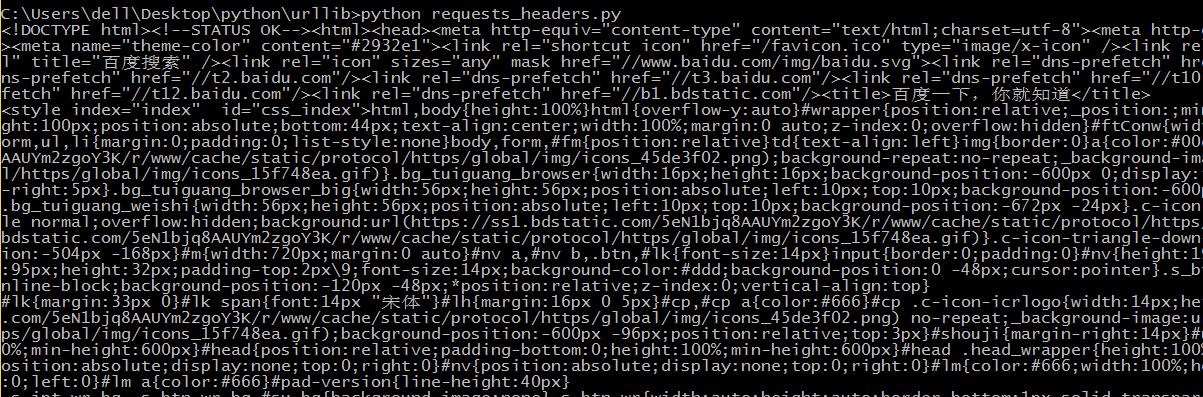 C:\Users\dell\Desktop\python\urllib>python requests_headers.py
<!DOCTYPE html><!--STATUS OK--><html><head><meta http-equiv="content-type" content="text/html;charset=utf-8"><meta http-e
><meta name="theme-color" content="#2932e1"><link rel="shortcut icon" href="/favicon.ico" type="image/x-icon" /><link re
l" title="百度搜索" /><link rel="icon" sizes="any" mask href="//www.baidu.com/img/baidu.svg"><link rel="dns-prefetch" href
ns-prefetch" href="//t2.baidu.com"/><link rel="dns-prefetch" href="//t3.baidu.com"/><link rel="dns-prefetch" href="//t10
fetch" href="//t12.baidu.com"/><link rel="dns-prefetch" href="//b1.bdstatic.com"/><title>百度一下，你就知道</title>
<style index="index"  id="css_index">html,body{height:100%}html{overflow-y:auto}#wrapper{position:relative;_position:;mi
ght:100px;position:absolute;bottom:44px;text-align:center;width:100%;margin:0 auto;z-index:0;overflow:hidden}#ftConw{wid
orm,ul,li{margin:0;padding:0;list-style:none}body,form,#fm{position:relative}td{text-align:left}img{border:0}a{color:#00
AAUYm2zgoY3K/r/www/cache/static/protocol/https/global/img/icons_45de3f02.png);background-repeat:no-repeat;_background-im
l/https/global/img/icons_15f748ea.gif)}.bg_tuiguang_browser{width:16px;height:16px;background-position:-600px 0;display:
-right:5px}.bg_tuiguang_browser_big{width:56px;height:56px;position:absolute;left:10px;top:10px;background-position:-600
.bg_tuiguang_weishi{width:56px;height:56px;position:absolute;left:10px;top:10px;background-position:-672px -24px}.c-icon
le normal;overflow:hidden;background:url(https://ss1.bdstatic.com/5eN1bjq8AAUYm2zgoY3K/r/www/cache/static/protocol/https
bdstatic.com/5eN1bjq8AAUYm2zgoY3K/r/www/cache/static/protocol/https/global/img/icons_15f748ea.gif)}.c-icon-triangle-down
ion:-504px -168px}#m{width:720px;margin:0 auto}#nv a,#nv b,.btn,#lk{font-size:14px}input{border:0;padding:0}#nv{height:19
:95px;height:32px;padding-top:2px\9;font-size:14px;background-color:#ddd;background-position:0 -48px;cursor:pointer}.s_b
nline-block;background-position:-120px -48px;*position:relative;z-index:0;vertical-align:top}
#lk{margin:33px 0}#lk span{font:14px "宋体"}#lh{margin:16px 0 5px}#cp,#cp a{color:#666}#cp .c-icon-icrlogo{width:14px;he
.com/5eN1bjq8AAUYm2zgoY3K/r/www/cache/static/protocol/https/global/img/icons_45de3f02.png) no-repeat;_background-image:u
ps/global/img/icons_15f748ea.gif);background-position:-600px -96px;position:relative;top:3px}#shouji{margin-right:14px}#
0%;min-height:600px}#head{position:relative;padding-bottom:0;height:100%;min-height:600px}#head .head_wrapper{height:100
osition:absolute;display:none;top:0;right:0}#nv{position:absolute;display:none;top:0;right:0}#lm{color:#666;width:100%;h
:0;left:0}#lm a{color:#666}#pad-version{line-height:40px}